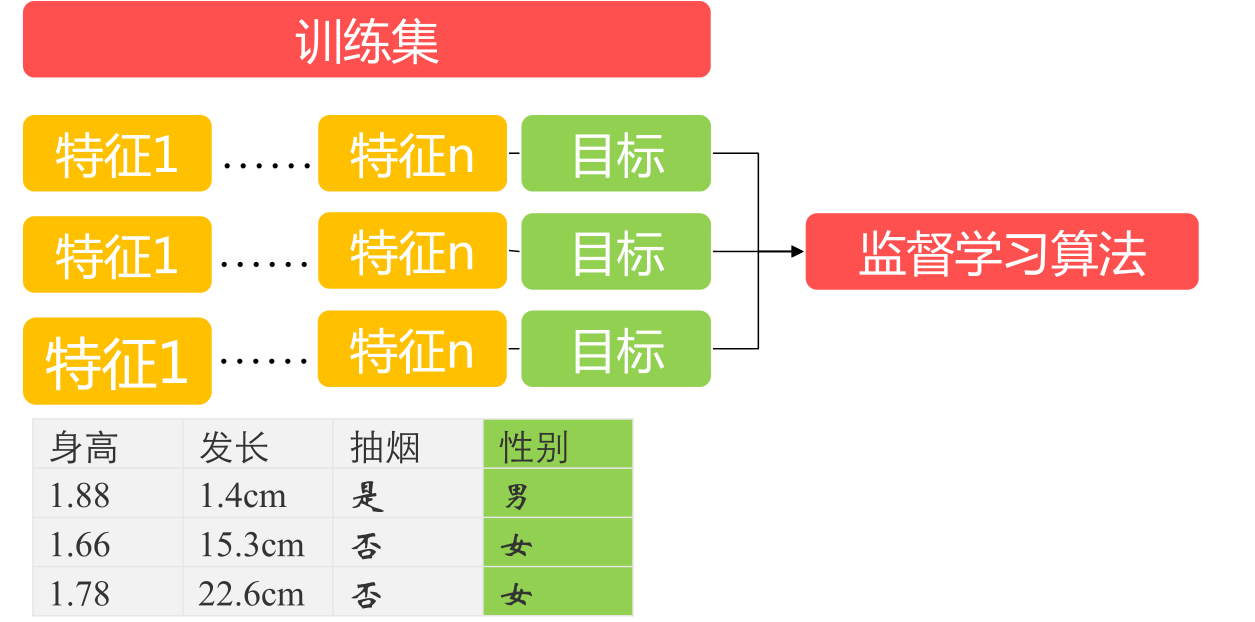 训练集
特征1 ...... 特征n 目标
特征1 ...... 特征n 目标
监督学习算法
特征1 ...... 特征n 目标
身高 发长 抽烟 性别
1.88 1.4cm 是 男
1.66 15.3cm 否 女
1.78 22.6cm 否 女